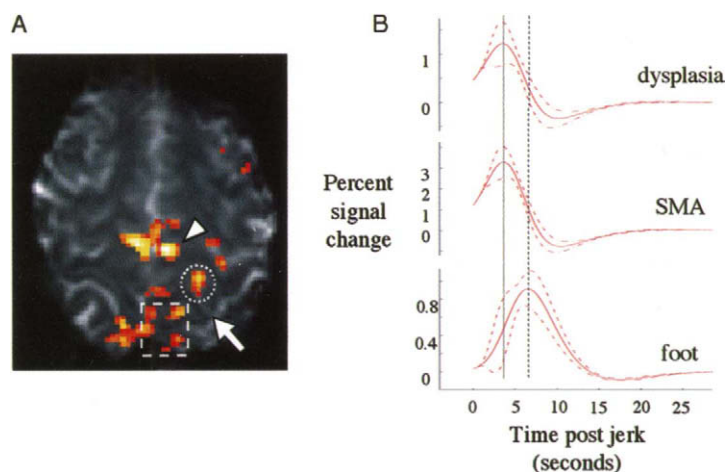 A
B
1
0
dysplasia
Percent
signal
change
3
2
1
0
SMA
0.8
0.4
0
foot
0 5 10 15 20 25
Time post jerk
(seconds)